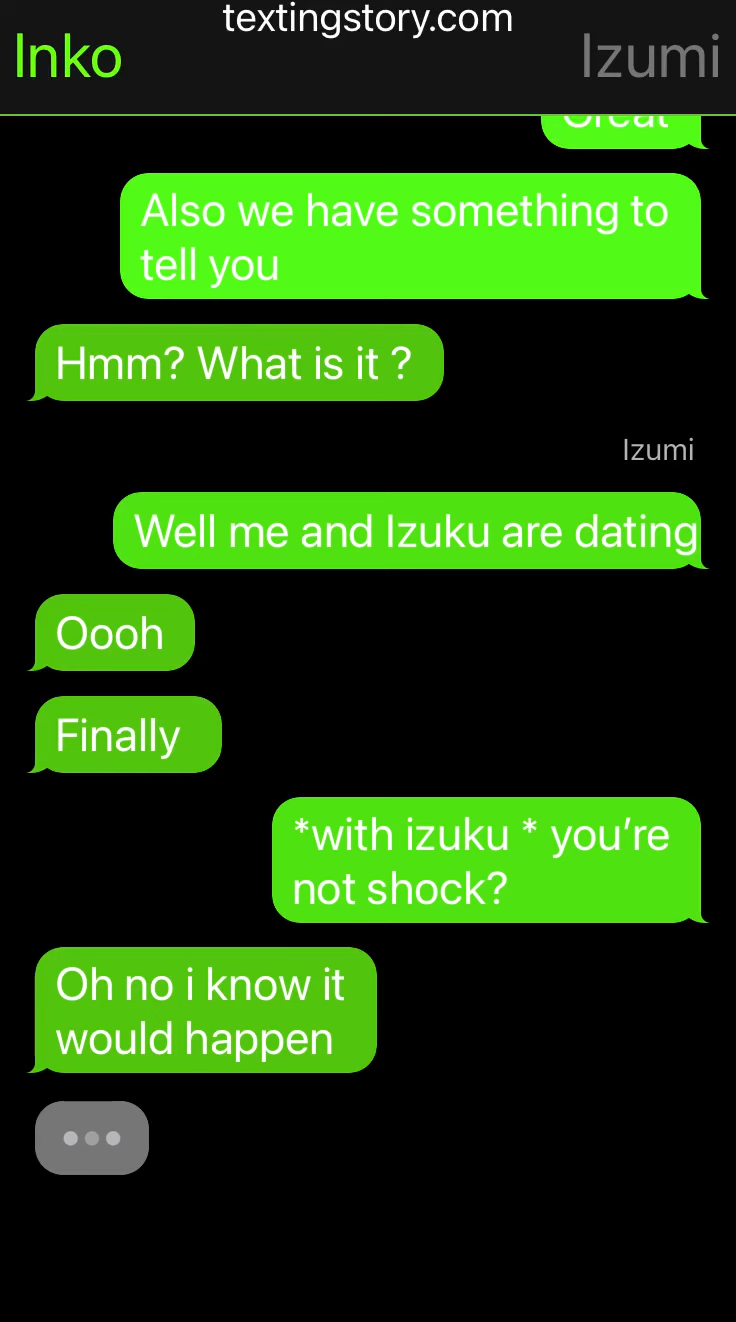 textingstory.com
Inko
Izumi
Great
Also we have something to
tell you
Hmm? What is it ?
Izumi
Well me and Izuku are dating
Oooh
Finally
*with izuku * you’re
not shock?
Oh no i know it
would happen